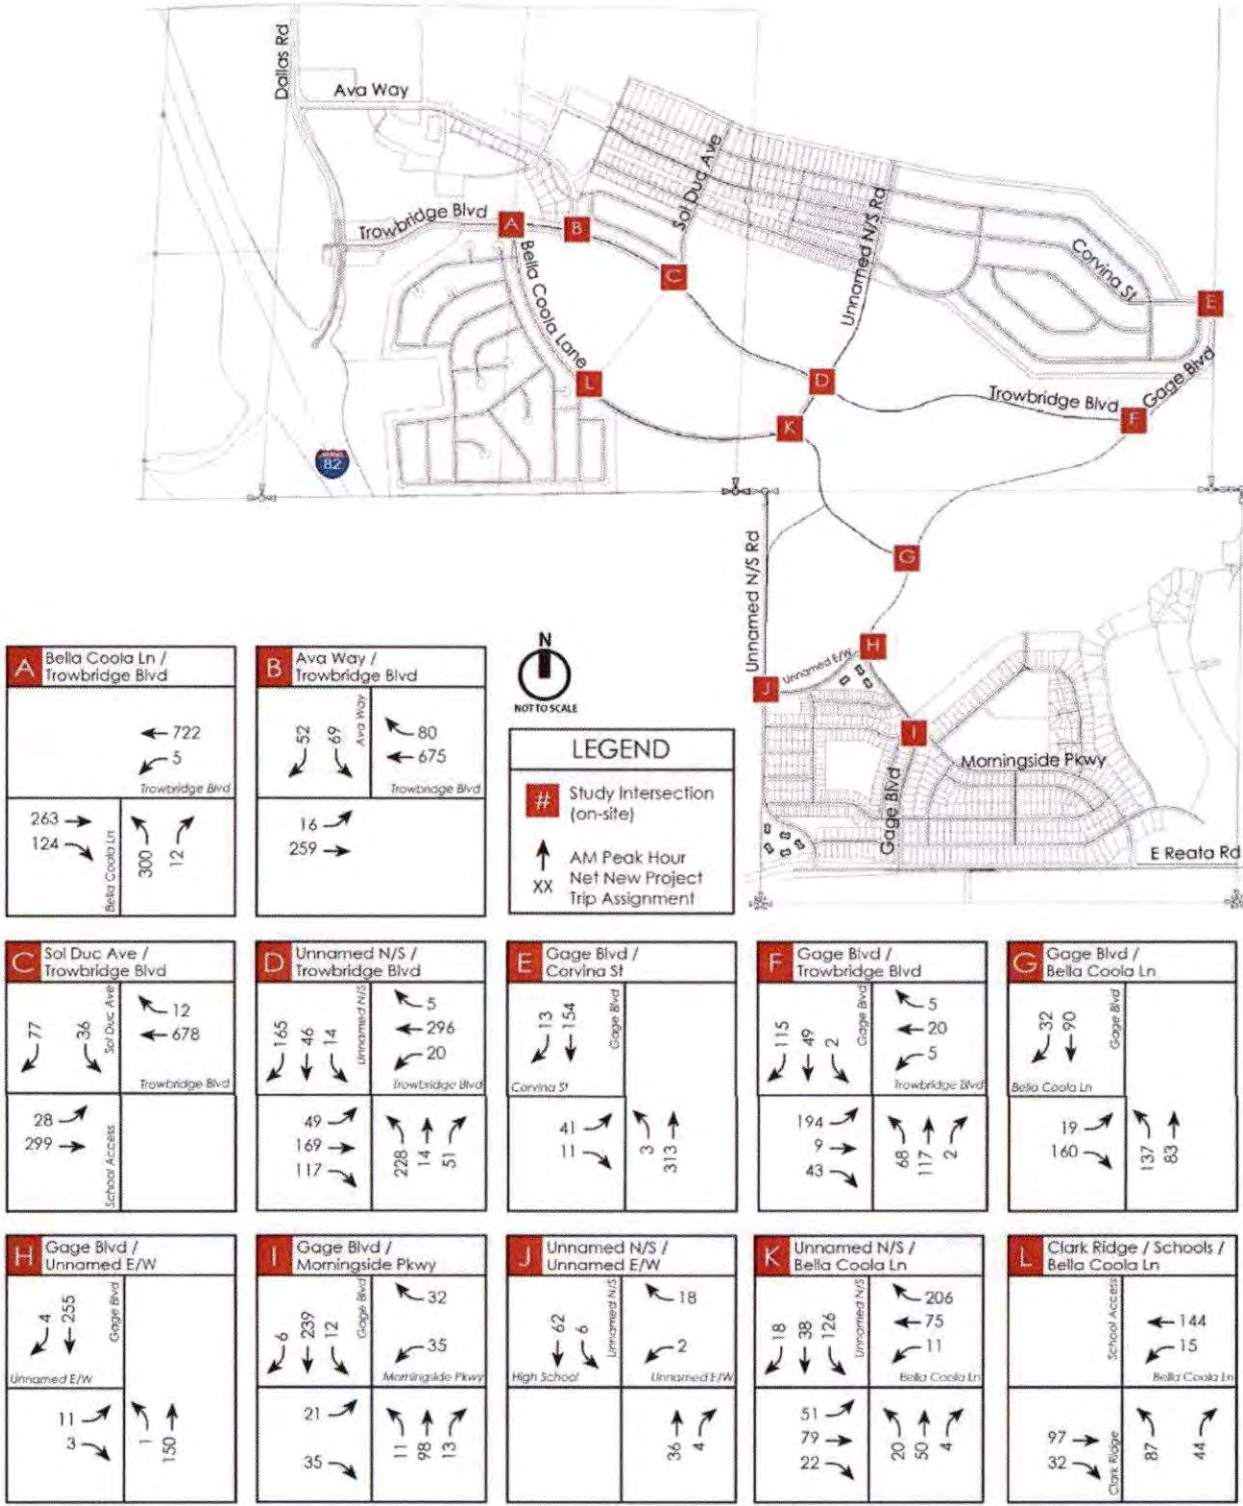 Dallas Rd
Ava Way
Sol Duc Ave
Unnamed N/S Rd
Trowbridge Blvd
A
B
C
Bella Coola Lane
Corvina St
E
L
D
Trowbridge Blvd
Gage Blvd
F
K
82
Unnamed N/S Rd
G
H
Unnamed E/W
J
I
Morningside Pkwy
Gage Blvd
E Reata Rd
N
NOT TO SCALE
LEGEND
# Study Intersection
(on-site)
AM Peak Hour
XX Net New Project
Trip Assignment
A Bella Coola Ln /
Trowbridge Blvd
722
5
Trowbridge Blvd
263
124
Bella Coola Ln
300
12
B Ava Way /
Trowbridge Blvd
52
69
Ava Way
80
675
Trowbridge Blvd
16
259
C Sol Duc Ave /
Trowbridge Blvd
77
36
Sol Duc Ave
12
678
Trowbridge Blvd
28
299
School Access
D Unnamed N/S /
Trowbridge Blvd
165
46
14
Unnamed N/S
5
296
20
Trowbridge Blvd
49
169
117
228
14
51
E Gage Blvd /
Corvina St
13
154
Gage Blvd
Corvina St
41
11
3
313
F Gage Blvd /
Trowbridge Blvd
115
49
2
Gage Blvd
5
20
5
Trowbridge Blvd
194
9
43
68
117
2
G Gage Blvd /
Bella Coola Ln
32
90
Gage Blvd
Bella Coola Ln
19
160
137
83
H Gage Blvd /
Unnamed E/W
4
255
Gage Blvd
Unnamed E/W
11
3
1
150
I Gage Blvd /
Morningside Pkwy
6
239
12
Gage Blvd
32
35
Morningside Pkwy
21
35
11
98
13
J Unnamed N/S /
Unnamed E/W
62
6
Unnamed N/S
18
2
High School
Unnamed E/W
36
4
K Unnamed N/S /
Bella Coola Ln
18
38
126
Unnamed N/S
206
75
11
Bella Coola Ln
51
79
22
20
50
4
L Clark Ridge / Schools /
Bella Coola Ln
School Access
144
15
Bella Coola Ln
97
32
Clark Ridge
87
44